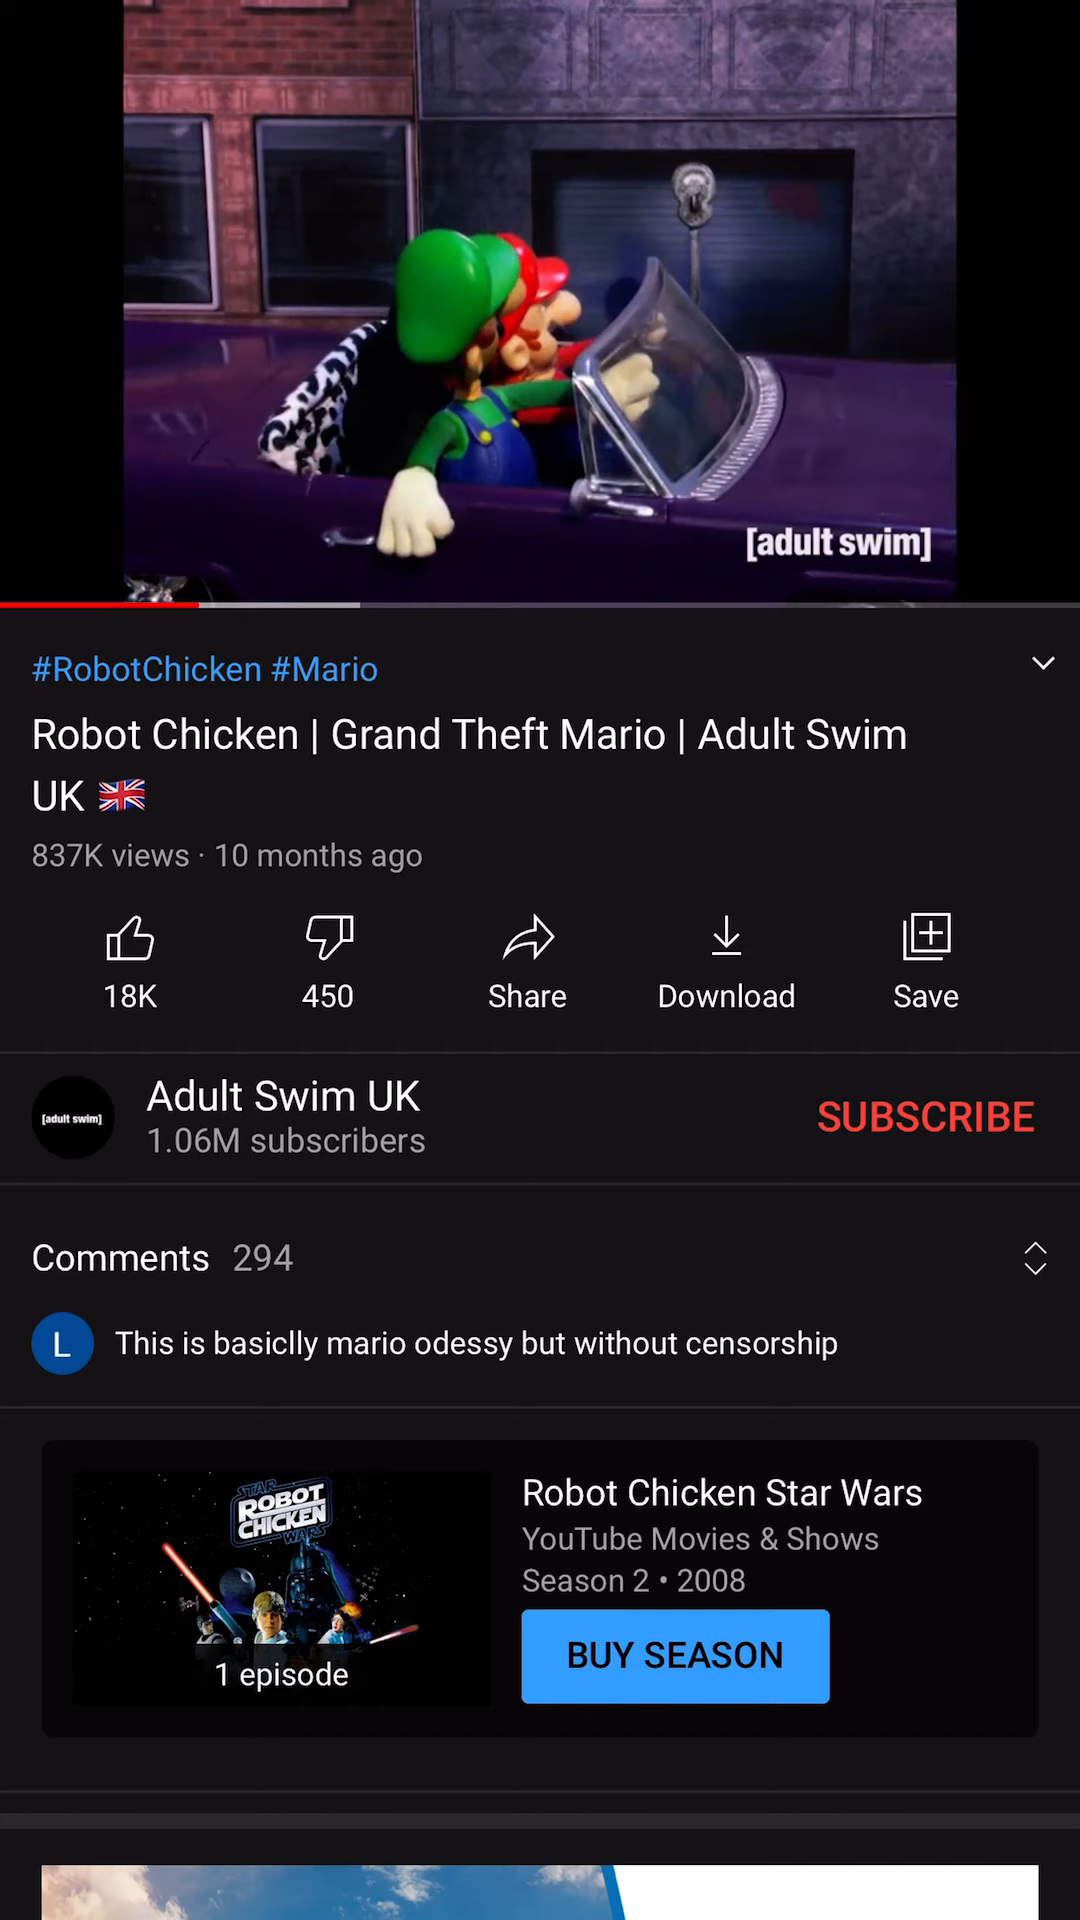 [adult swim]
#RobotChicken #Mario
Robot Chicken | Grand Theft Mario | Adult Swim
UK 🇬🇧
837K views · 10 months ago
18K
450
Share
Download
Save
[adult swim]
Adult Swim UK
1.06M subscribers
SUBSCRIBE
Comments 294
L
This is basiclly mario odessy but without censorship
STAR
ROBOT
CHICKEN
WARS
1 episode
Robot Chicken Star Wars
YouTube Movies & Shows
Season 2 • 2008
BUY SEASON